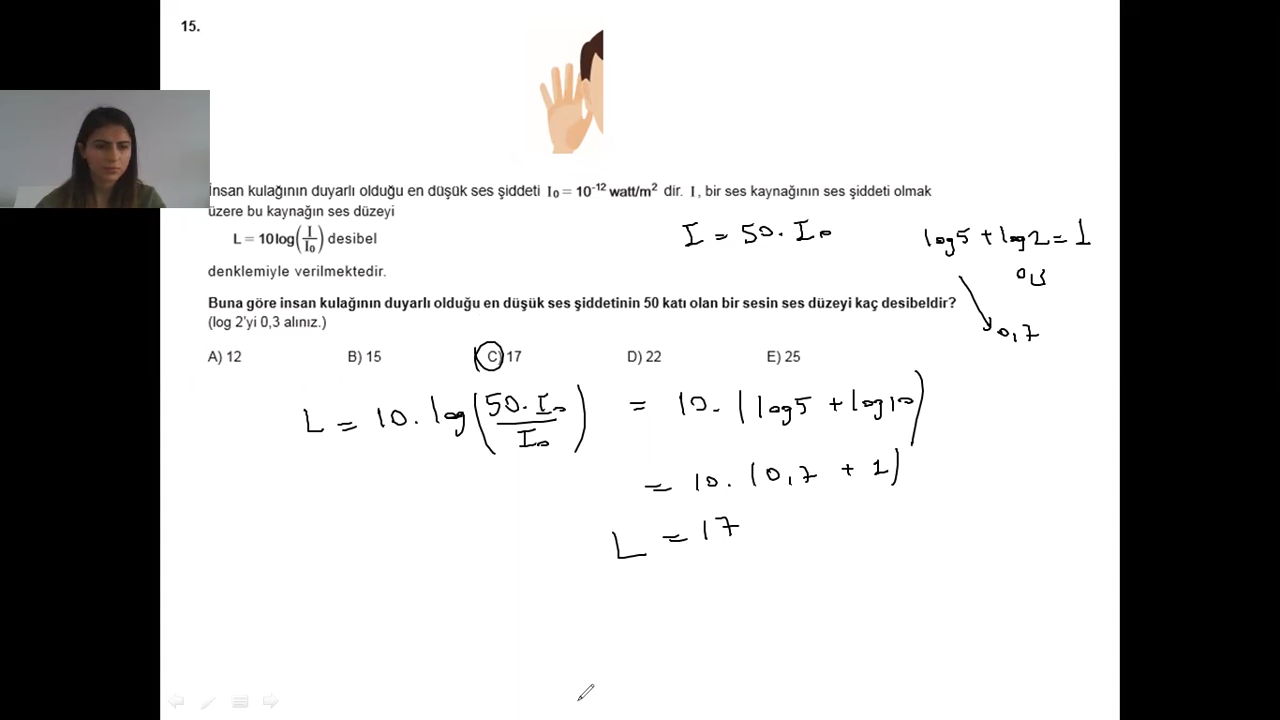 15.
İnsan kulağının duyarlı olduğu en düşük ses şiddeti I₀ = 10⁻¹² watt/m² dir. I, bir ses kaynağının ses şiddeti olmak
üzere bu kaynağın ses düzeyi
L = 10log(I/I₀) desibel
denklemiyle verilmektedir.
I = 50. I₀
log5 + log2 = 1
0,3
0,7
Buna göre insan kulağının duyarlı olduğu en düşük ses şiddetinin 50 katı olan bir sesin ses düzeyi kaç desibeldir?
(log 2'yi 0,3 alınız.)
A) 12 B) 15 C) 17 D) 22 E) 25
L = 10. log(50. I₀/I₀) = 10. (log5 + log10)
= 10. (0,7 + 1)
L = 17